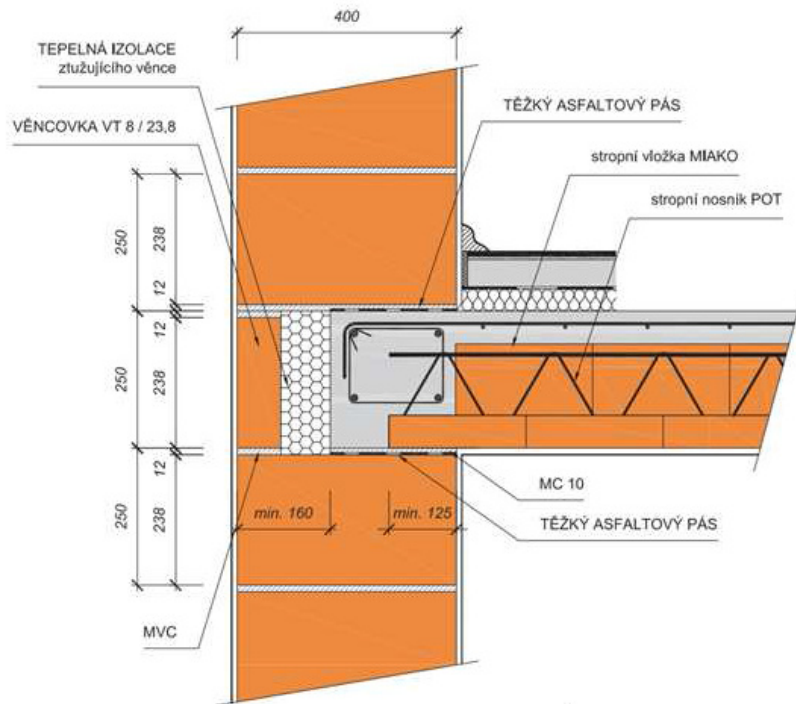 400
TEPELNÁ IZOLACE
ztužujícího věnce
VĚNCOVKA VT 8 / 23,8
TĚŽKÝ ASFALTOVÝ PÁS
stropní vložka MIAKO
stropní nosník POT
250
238
12
250
12
238
250
12
238
min. 160
min. 125
MC 10
TĚŽKÝ ASFALTOVÝ PÁS
MVC